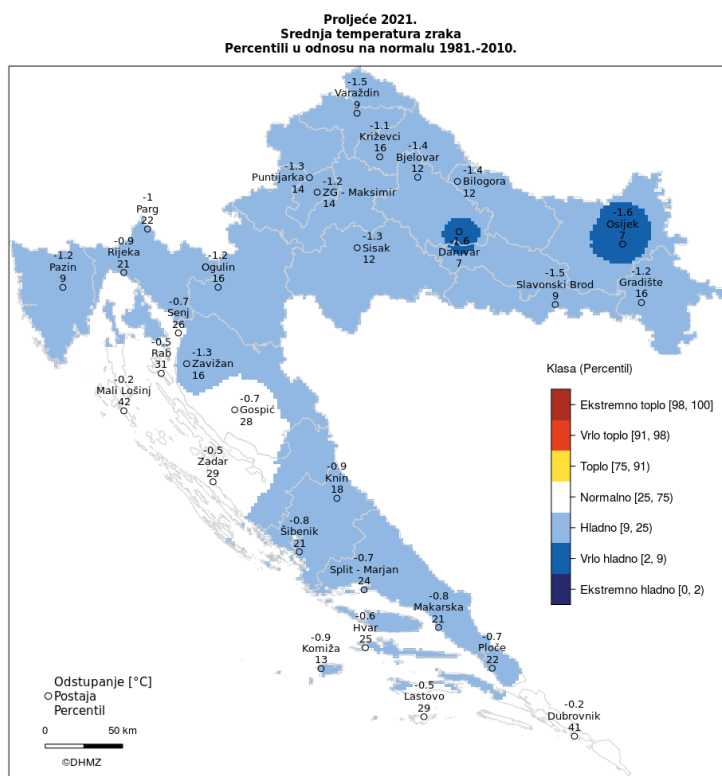 Proljeće 2021.
Srednja temperatura zraka
Percentili u odnosu na normalu 1981.-2010.
-1.5
Varaždin
9
-1.1
Križevci
16
-1.4
Bjelovar
12
-1.3
Puntijarka
14
-1.2
ZG - Maksimir
14
-1.4
Bilogora
12
-1
Parg
22
-1.6
Osijek
7
-0.9
Rijeka
21
-1.2
Pazin
9
-1.2
Ogulin
16
-1.3
Sisak
12
-1.6
Daruvar
7
-1.5
Slavonski Brod
9
-1.2
Gradište
16
-0.7
Senj
26
-0.5
Rab
31
-1.3
Zavižan
16
-0.2
Mali Lošinj
42
-0.7
Gospić
28
-0.5
Zadar
29
-0.9
Knin
18
-0.8
Šibenik
21
-0.7
Split - Marjan
24
-0.8
Makarska
21
-0.6
Hvar
25
-0.9
Komiža
13
-0.7
Ploče
22
-0.5
Lastovo
29
-0.2
Dubrovnik
41
Klasa (Percentil)
Ekstremno toplo [98, 100]
Vrlo toplo [91, 98)
Toplo [75, 91)
Normalno [25, 75)
Hladno [9, 25)
Vrlo hladno [2, 9)
Ekstremno hladno [0, 2)
Odstupanje [°C]
Postaja
Percentil
0 50 km
©DHMZ